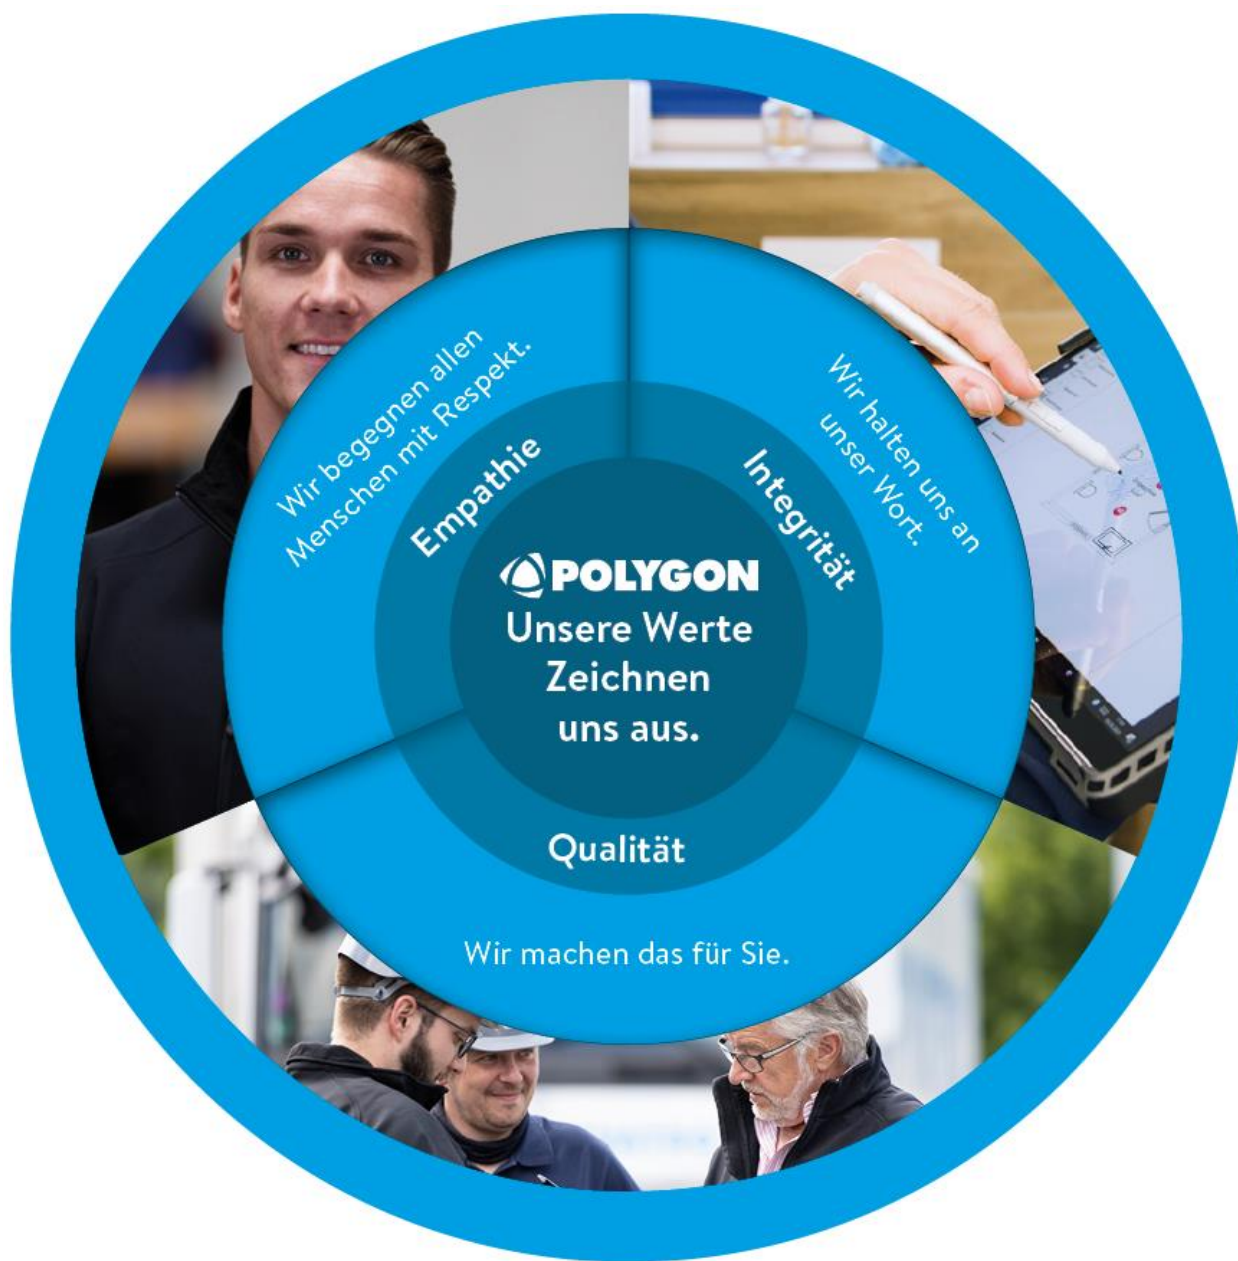 Wir begegnen allen
Menschen mit Respekt.
Empathie
Wir halten uns an
unser Wort.
Integrität
POLYGON
Unsere Werte
Zeichnen
uns aus.
Qualität
Wir machen das für Sie.